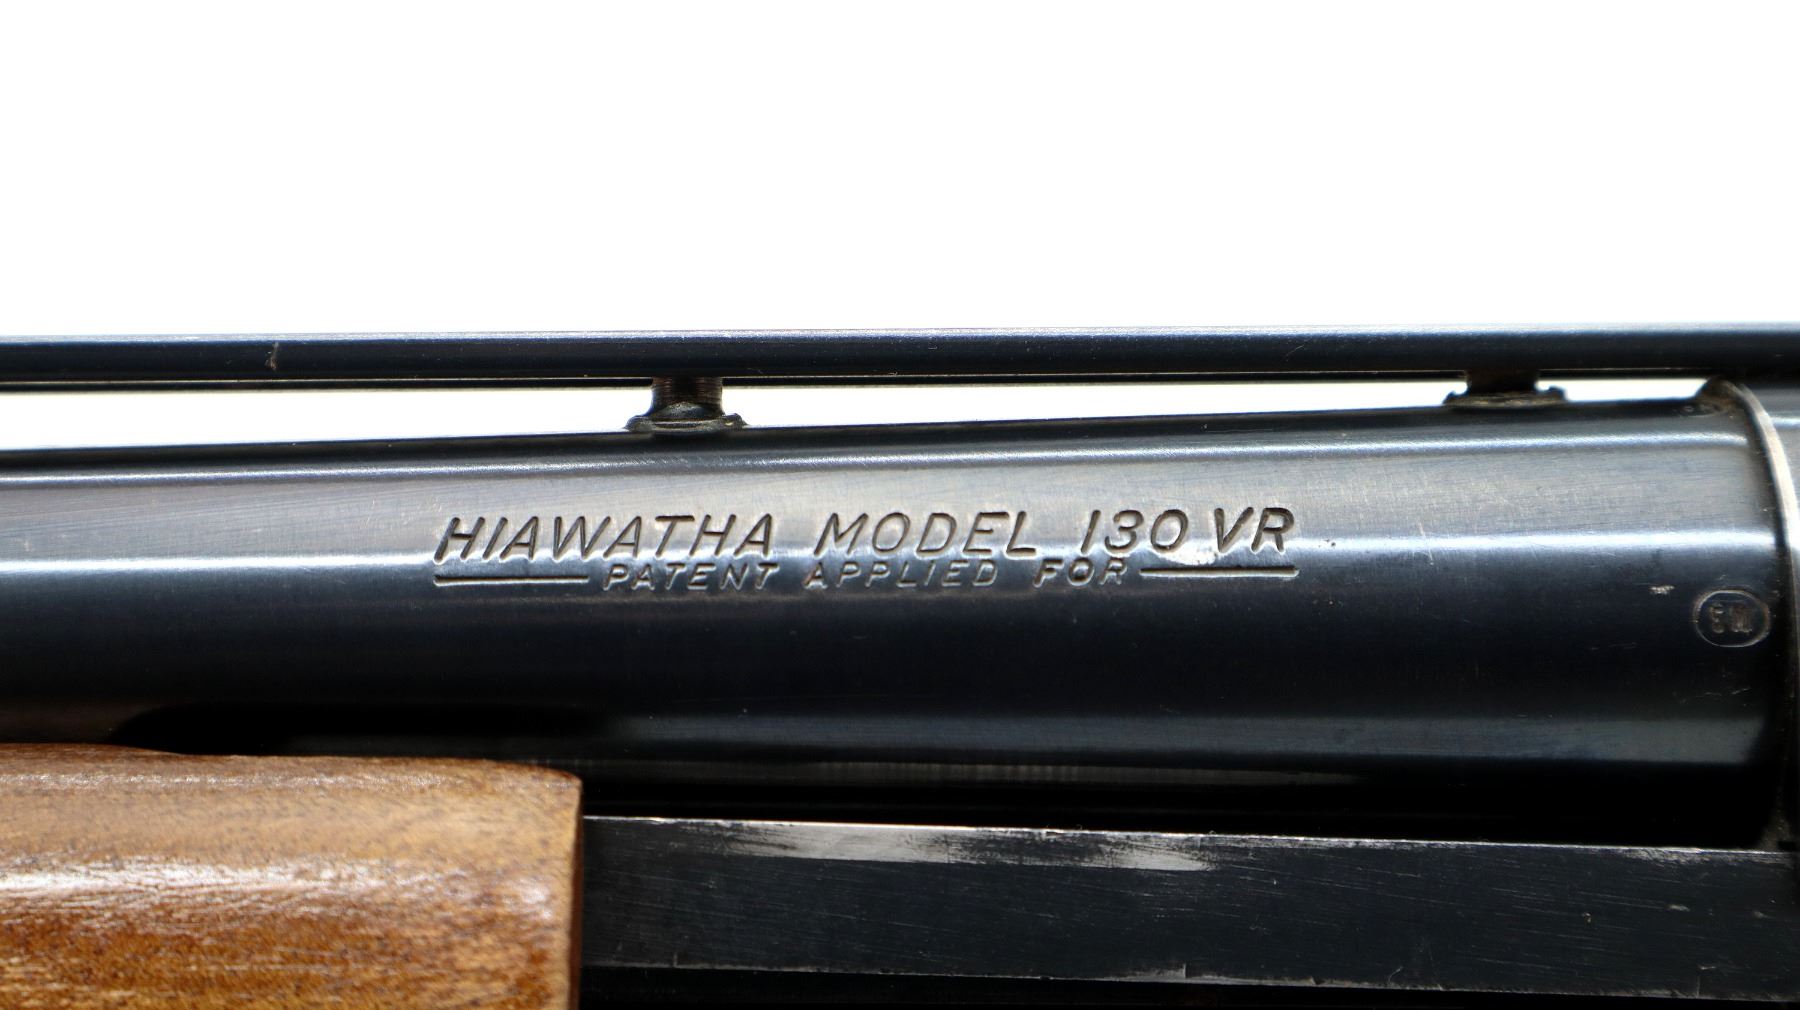 HIAWATHA MODEL 130 VR
PATENT APPLIED FOR